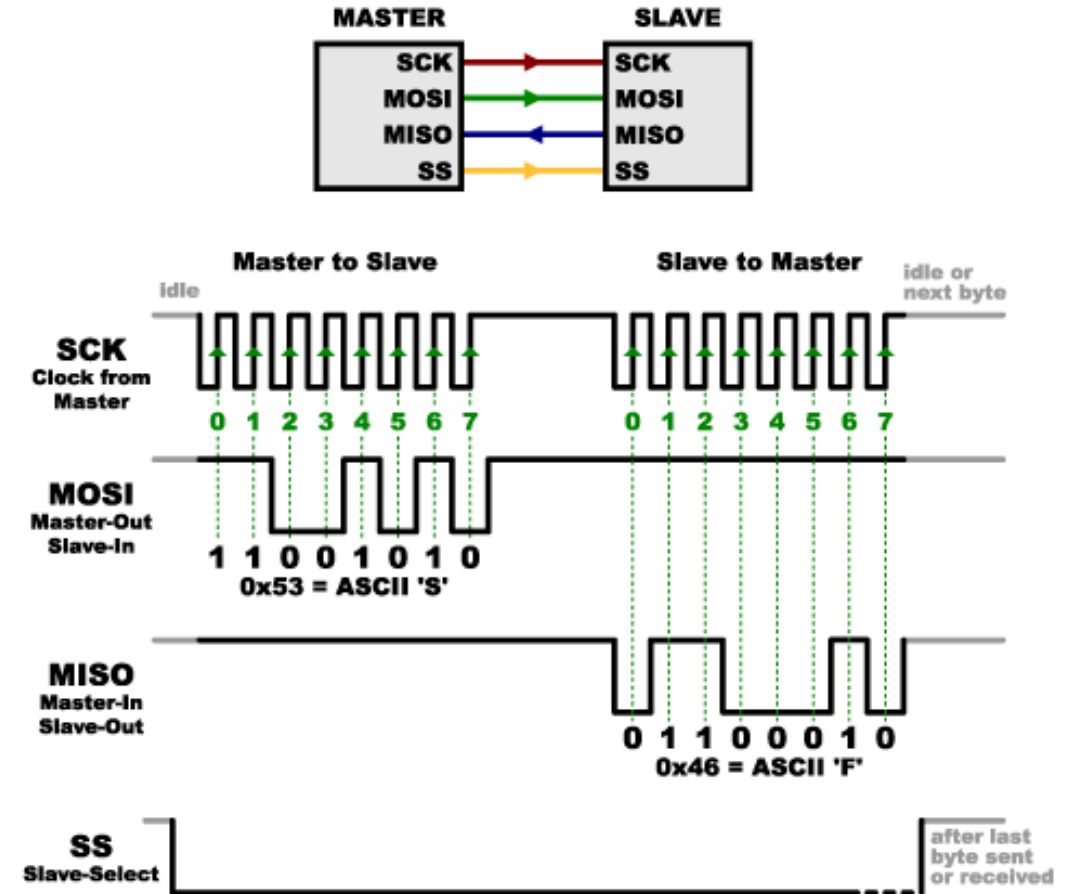 MASTER SLAVE
SCK SCK
MOSI MOSI
MISO MISO
SS SS
Master to Slave Slave to Master
idle
idle or
next byte
SCK
Clock from
Master
0 1 2 3 4 5 6 7 0 1 2 3 4 5 6 7
MOSI
Master-Out
Slave-In
1 1 0 0 1 0 1 0
0x53 = ASCII 'S'
MISO
Master-In
Slave-Out
0 1 1 0 0 0 1 0
0x46 = ASCII 'F'
SS
Slave-Select
after last
byte sent
or received